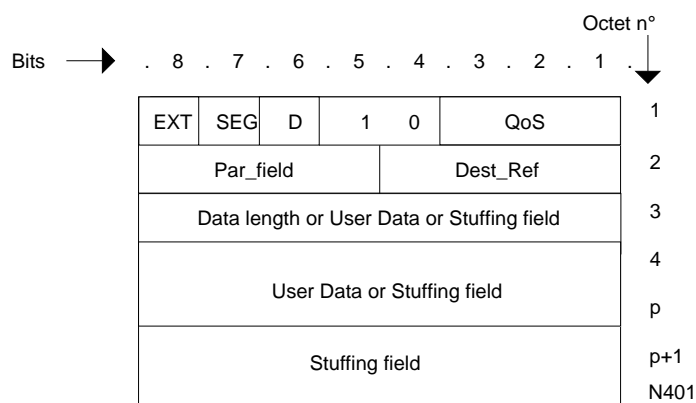 Octet n°
Bits . 8 . 7 . 6 . 5 . 4 . 3 . 2 . 1 .
EXT SEG D 1 0 QoS 1
Par_field Dest_Ref 2
Data length or User Data or Stuffing field 3
4
User Data or Stuffing field
p
Stuffing field p+1
N401